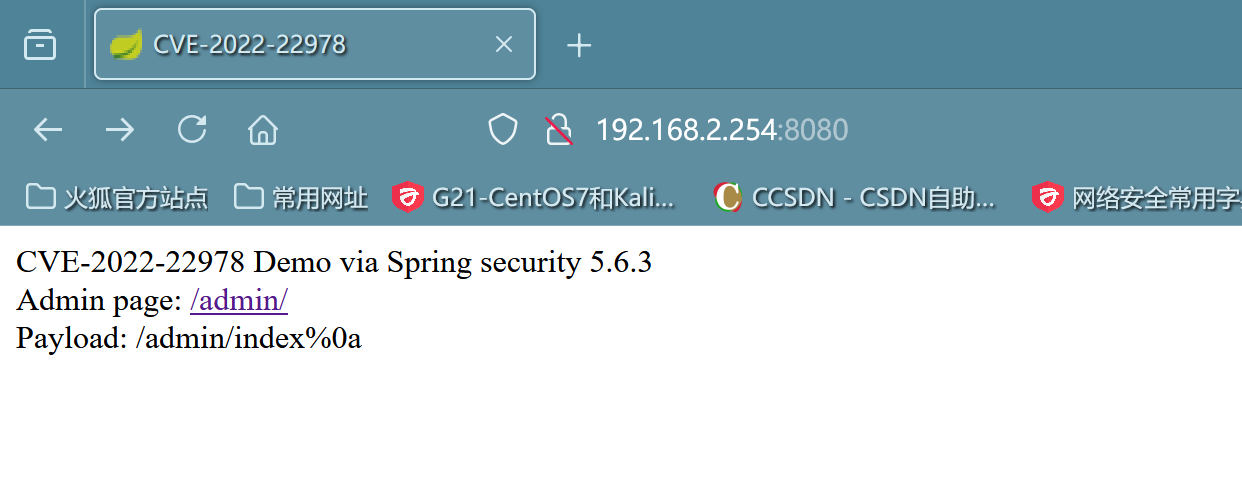 CVE-2022-22978
192.168.2.254:8080
火狐官方站点 常用网址 G21-CentOS7和Kali... CCSDN - CSDN自助... 网络安全常用字
CVE-2022-22978 Demo via Spring security 5.6.3
Admin page: /admin/
Payload: /admin/index%0a